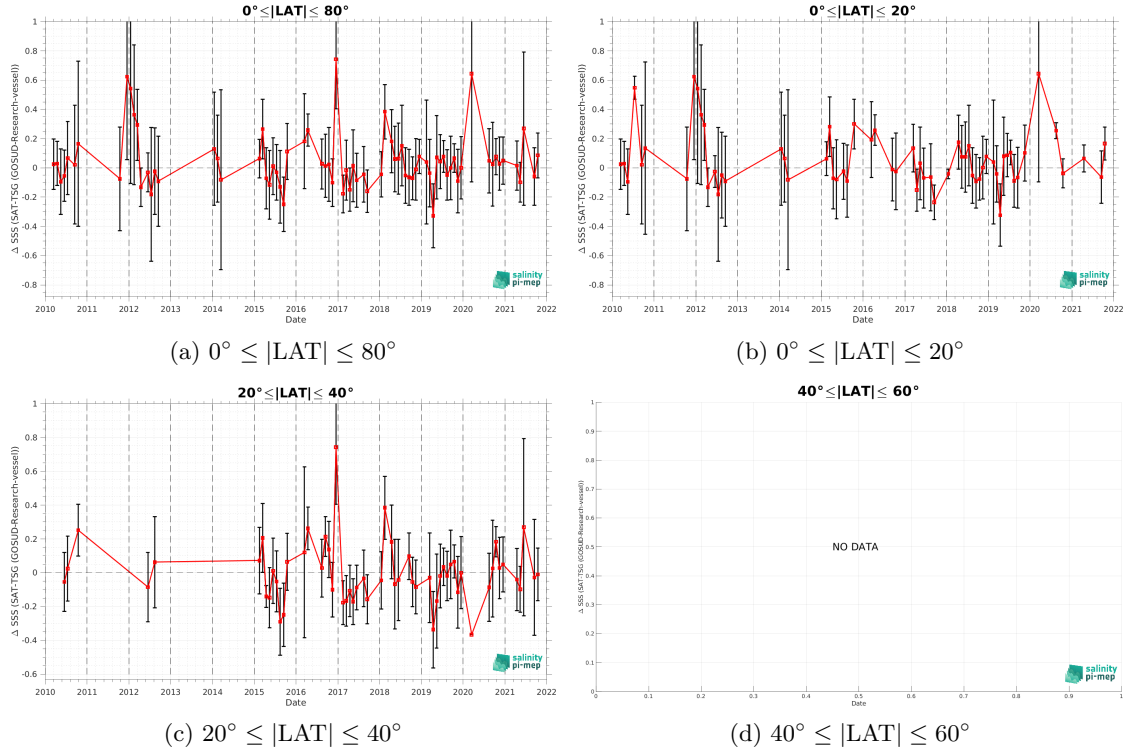 0°≤|LAT|≤ 80°
Δ SSS (SAT-TSG (GOSUD-Research-vessel))
1
0.8
0.6
0.4
0.2
0
-0.2
-0.4
-0.6
-0.8
2010 2011 2012 2013 2014 2015 2016 2017 2018 2019 2020 2021 2022
Date
salinity
pi-mep
(a) 0° ≤ |LAT| ≤ 80°
0°≤|LAT|≤ 20°
Δ SSS (SAT-TSG (GOSUD-Research-vessel))
1
0.8
0.6
0.4
0.2
0
-0.2
-0.4
-0.6
-0.8
2010 2011 2012 2013 2014 2015 2016 2017 2018 2019 2020 2021 2022
Date
salinity
pi-mep
(b) 0° ≤ |LAT| ≤ 20°
20°≤|LAT|≤ 40°
Δ SSS (SAT-TSG (GOSUD-Research-vessel))
1
0.8
0.6
0.4
0.2
0
-0.2
-0.4
-0.6
2010 2011 2012 2013 2014 2015 2016 2017 2018 2019 2020 2021 2022
Date
salinity
pi-mep
(c) 20° ≤ |LAT| ≤ 40°
40°≤|LAT|≤ 60°
Δ SSS (SAT-TSG (GOSUD-Research-vessel))
1
0.9
0.8
0.7
0.6
0.5
0.4
0.3
0.2
0.1
0
NO DATA
0 0.1 0.2 0.3 0.4 0.5 0.6 0.7 0.8 0.9 1
Date
salinity
pi-mep
(d) 40° ≤ |LAT| ≤ 60°